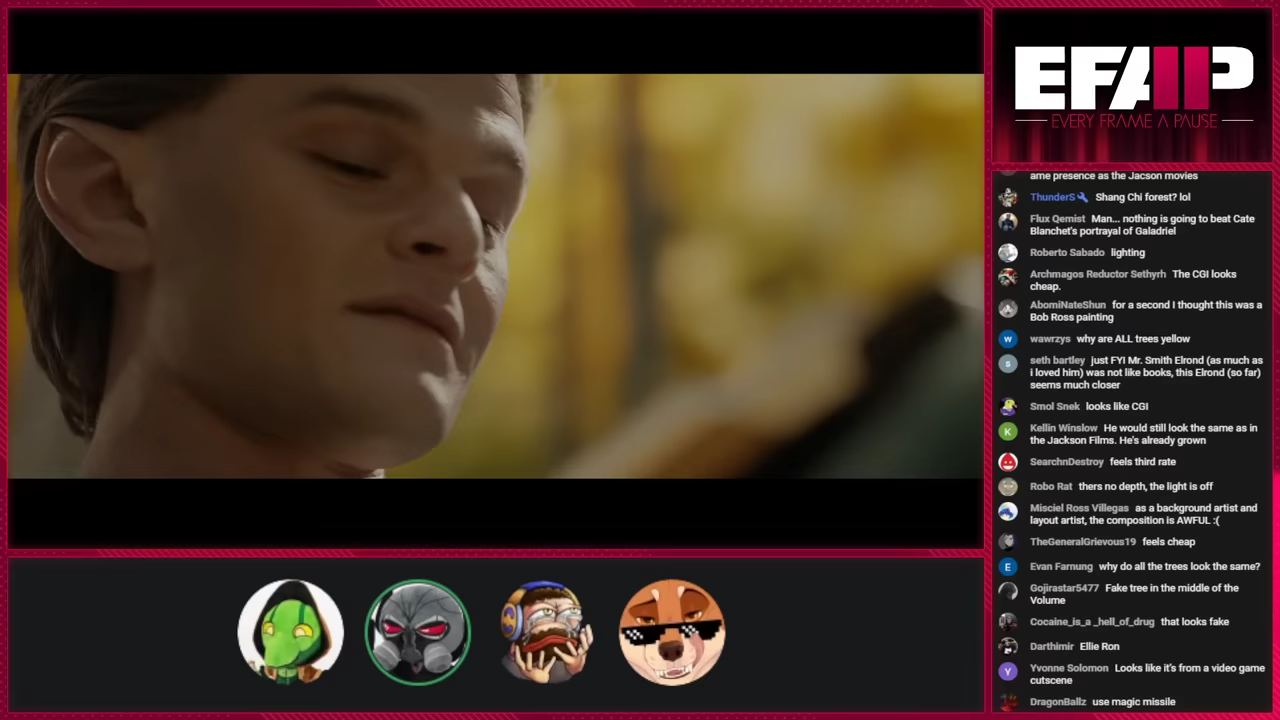 EFAP
EVERY FRAME A PAUSE
ame presence as the Jacson movies
ThunderS Shang Chi forest? lol
Flux Qemist Man... nothing is going to beat Cate
Blanchet's portrayal of Galadriel
Roberto Sabado lighting
Archmagos Reductor Sethyrh The CGI looks
cheap.
AbomiNateShun for a second I thought this was a
Bob Ross painting
w wawrzys why are ALL trees yellow
s seth bartley just FYI Mr. Smith Elrond (as much as
i loved him) was not like books, this Elrond (so far)
seems much closer
Smol Snek looks like CGI
K Kellin Winslow He would still look the same as in
the Jackson Films. He's already grown
SearchnDestroy feels third rate
Robo Rat thers no depth, the light is off
Misciel Ross Villegas as a background artist and
layout artist, the composition is AWFUL :(
TheGeneralGrievous19 feels cheap
E Evan Farnung why do all the trees look the same?
Gojirastar5477 Fake tree in the middle of the
Volume
Cocaine_is_a _hell_of_drug that looks fake
Darthimir Ellie Ron
Y Yvonne Solomon Looks like it's from a video game
cutscene
DragonBallz use magic missile